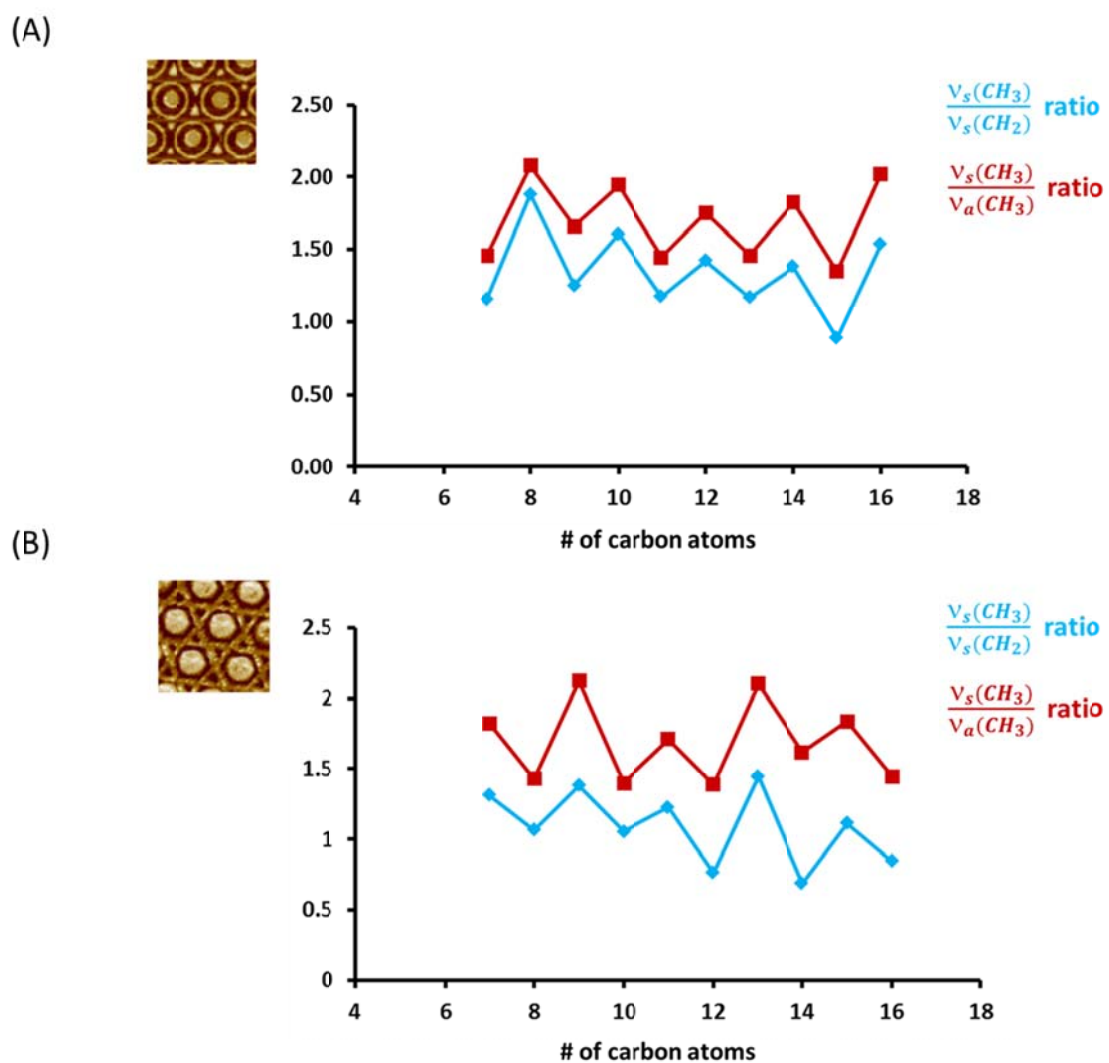 (A)
2.50
2.00
1.50
1.00
0.50
0.00
4 6 8 10 12 14 16 18
# of carbon atoms
νs(CH3)/νs(CH2) ratio
νs(CH3)/νa(CH3) ratio
(B)
2.5
2
1.5
1
0.5
0
4 6 8 10 12 14 16 18
# of carbon atoms
νs(CH3)/νs(CH2) ratio
νs(CH3)/νa(CH3) ratio